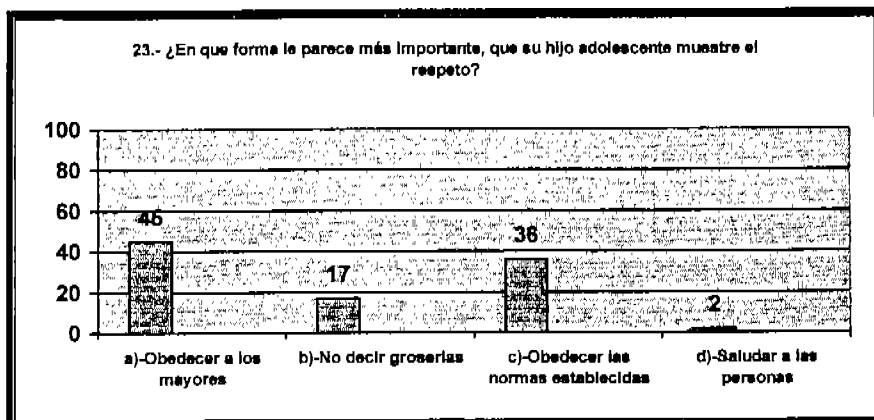 23.- ¿En que forma le parece más importante, que su hijo adolescente muestre el
respeto?
100
80
60
40
20
0
45
17
36
2
a)-Obedecer a los
mayores
b)-No decir groserias
c)-Obedecer las
normas establecidas
d)-Saludar a las
personas